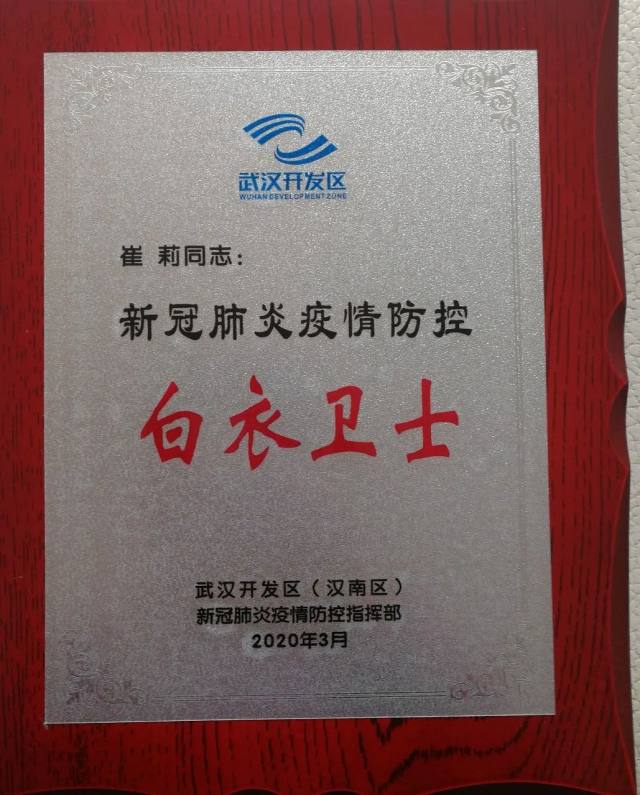 武汉开发区
WUHAN DEVELOPMENT ZONE
崔 莉同志：
新冠肺炎疫情防控
白衣卫士
武汉开发区（汉南区）
新冠肺炎疫情防控指挥部
2020年3月